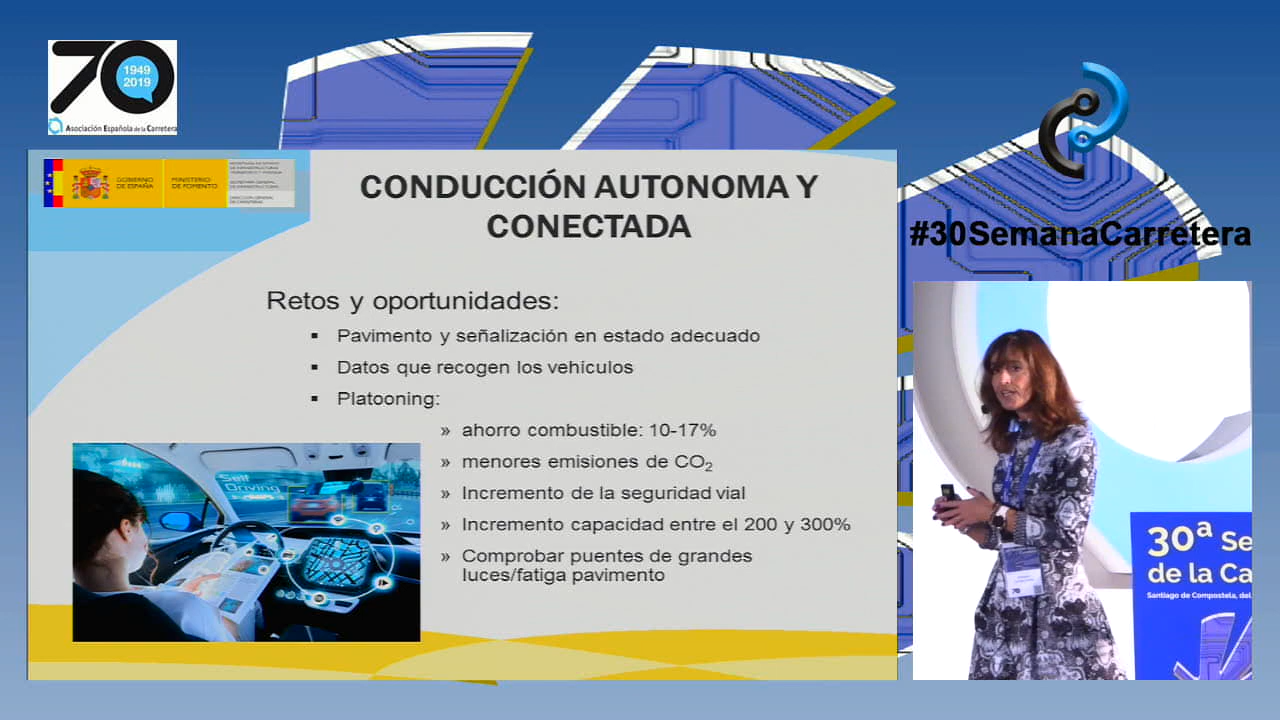 70
1949
2019
Asociación Española de la Carretera
GOBIERNO
DE ESPAÑA
MINISTERIO
DE FOMENTO
CONDUCCIÓN AUTONOMA Y
CONECTADA
#30SemanaCarretera
Retos y oportunidades:
▪ Pavimento y señalización en estado adecuado
▪ Datos que recogen los vehículos
▪ Platooning:
» ahorro combustible: 10-17%
» menores emisiones de CO₂
» Incremento de la seguridad vial
» Incremento capacidad entre el 200 y 300%
» Comprobar puentes de grandes
luces/fatiga pavimento
Self
Driving
30ª Se
de la Ca
Santiago de Compostela, del